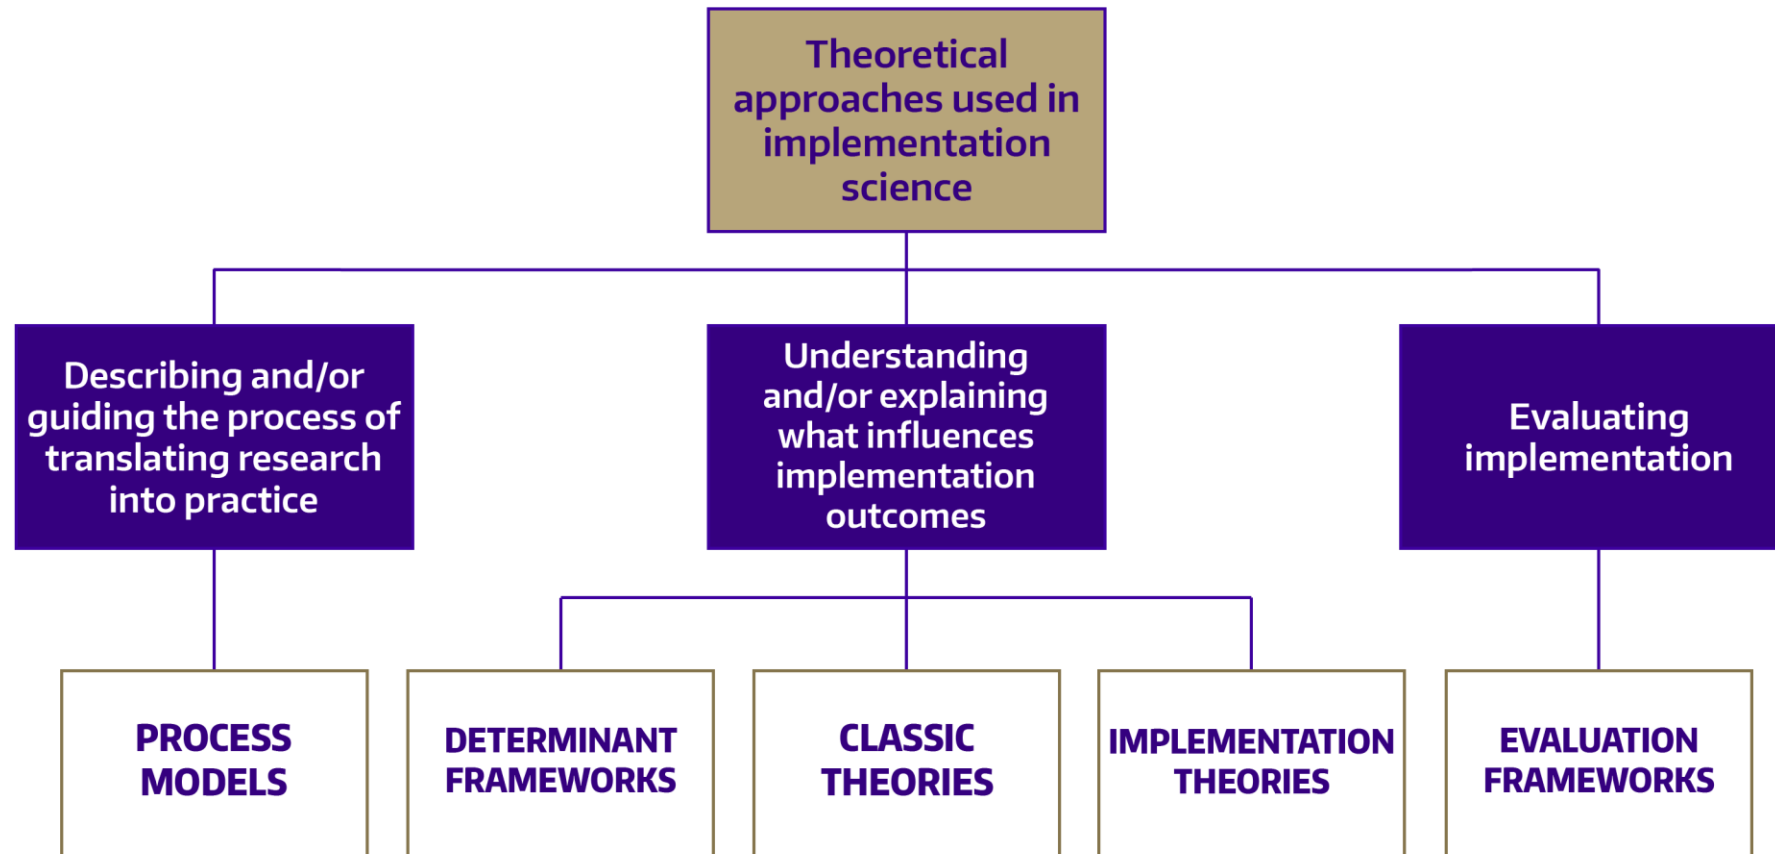 Theoretical
approaches used in
implementation
science
Describing and/or
guiding the process of
translating research
into practice
Understanding
and/or explaining
what influences
implementation
outcomes
Evaluating
implementation
PROCESS
MODELS
DETERMINANT
FRAMEWORKS
CLASSIC
THEORIES
IMPLEMENTATION
THEORIES
EVALUATION
FRAMEWORKS